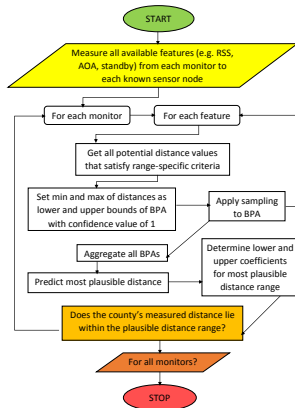 START
Measure all available features (e.g. RSS,
AOA, standby) from each monitor to
each known sensor node
For each monitor
For each feature
Get all potential distance values
that satisfy range-specific criteria
Set min and max of distances as
lower and upper bounds of BPA
with confidence value of 1
Apply sampling
to BPA
Aggregate all BPAs
Predict most plausible distance
Determine lower and
upper coefficients
for most plausible
distance range
Does the county's measured distance lie
within the plausible distance range?
For all monitors?
STOP